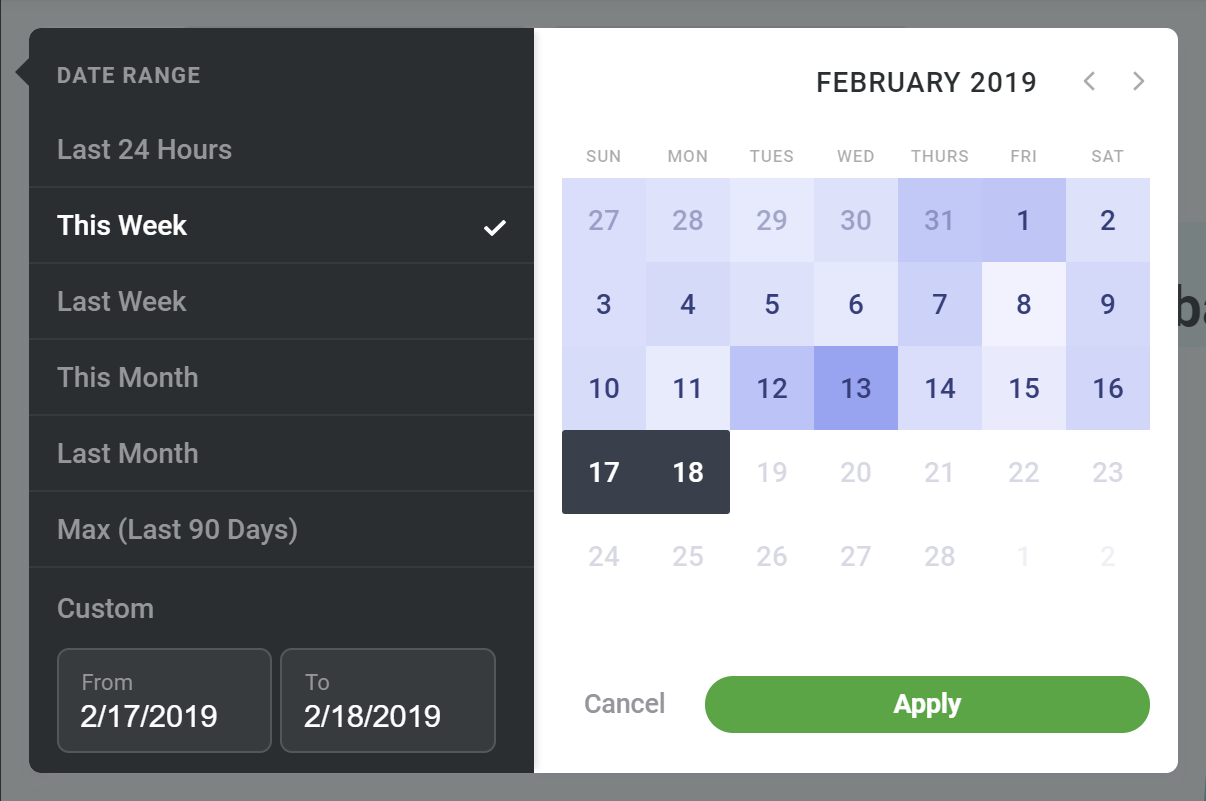 DATE RANGE
Last 24 Hours
This Week
Last Week
This Month
Last Month
Max (Last 90 Days)
Custom
From
2/17/2019
To
2/18/2019
FEBRUARY 2019
SUN MON TUES WED THURS FRI SAT
27 28 29 30 31 1 2
3 4 5 6 7 8 9
10 11 12 13 14 15 16
17 18 19 20 21 22 23
24 25 26 27 28 1 2
Cancel Apply